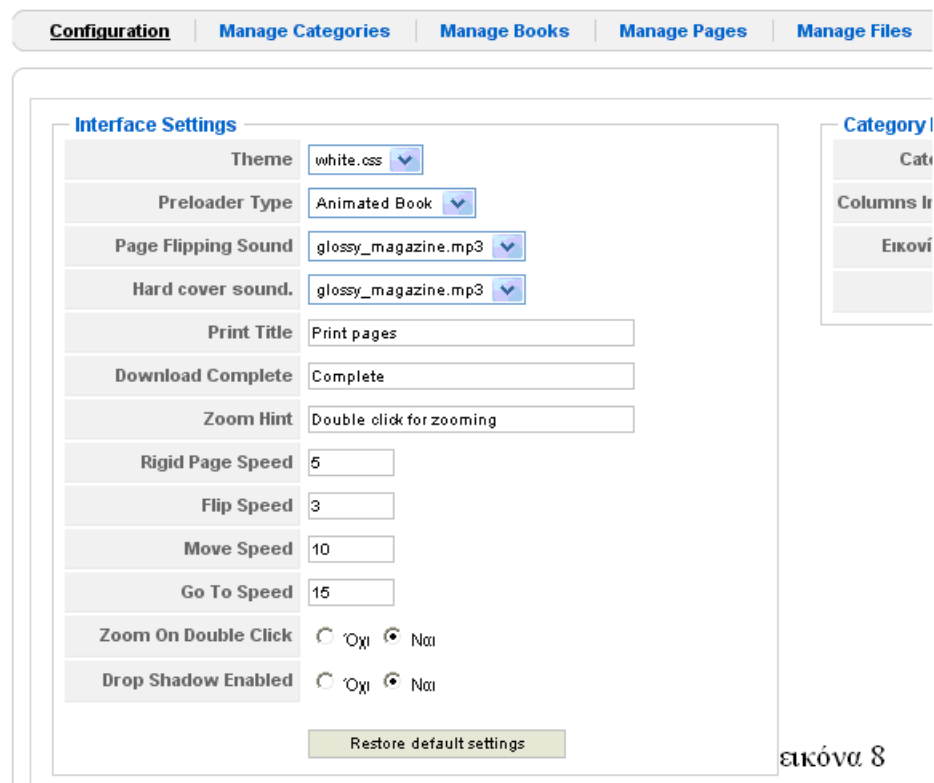 Configuration Manage Categories Manage Books Manage Pages Manage Files
Interface Settings
Theme white.css
Preloader Type Animated Book
Page Flipping Sound glossy_magazine.mp3
Hard cover sound. glossy_magazine.mp3
Print Title Print pages
Download Complete Complete
Zoom Hint Double click for zooming
Rigid Page Speed 5
Flip Speed 3
Move Speed 10
Go To Speed 15
Zoom On Double Click Όχι Ναι
Drop Shadow Enabled Όχι Ναι
Restore default settings
Category
Columns
εικόνα 8